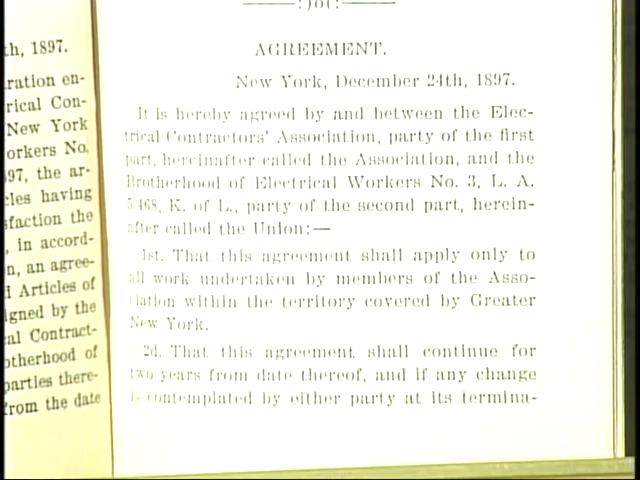 th, 1897.
ration en-
rical Con-
New York
orkers No.
97, the ar-
cles having
sfaction the
, in accord-
n, an agree-
d Articles of
igned by the
cal Contract-
otherhood of
parties there-
from the date
AGREEMENT.
New York, December 24th, 1897.
It is hereby agreed by and between the Elec-
trical Contractors' Association, party of the first
part, hereinafter called the Association, and the
Brotherhood of Electrical Workers No. 3, L. A.
5468, K. of L., party of the second part, herein-
after called the Union:—
1st. That this agreement shall apply only to
all work undertaken by members of the Asso-
ciation within the territory covered by Greater
New York.
2d. That this agreement shall continue for
two years from date thereof, and if any change
is contemplated by either party at its termina-